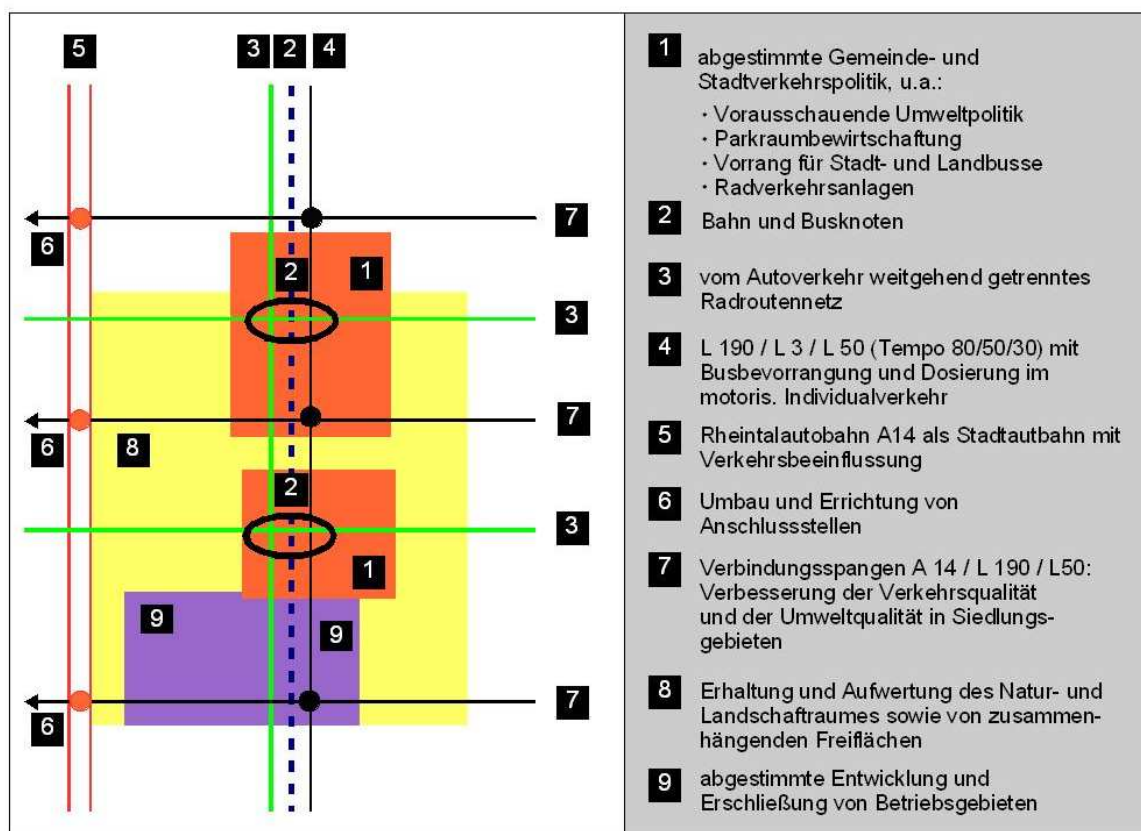 5 3 2 4
7
6
2 1
3
7
6 8
2
3
1
9
9
7
6
1 abgestimmte Gemeinde- und
Stadtverkehrspolitik, u.a.:
· Vorausschauende Umweltpolitik
· Parkraumbewirtschaftung
· Vorrang für Stadt- und Landbusse
· Radverkehrsanlagen
2 Bahn und Busknoten
3 vom Autoverkehr weitgehend getrenntes
Radroutennetz
4 L 190 / L 3 / L 50 (Tempo 80/50/30) mit
Busbevorrangung und Dosierung im
motoris. Individualverkehr
5 Rheintalautobahn A14 als Stadtautbahn mit
Verkehrsbeeinflussung
6 Umbau und Errichtung von
Anschlussstellen
7 Verbindungsspangen A 14 / L 190 / L50:
Verbesserung der Verkehrsqualität
und der Umweltqualität in Siedlungs-
gebieten
8 Erhaltung und Aufwertung des Natur- und
Landschaftraumes sowie von zusammen-
hängenden Freiflächen
9 abgestimmte Entwicklung und
Erschließung von Betriebsgebieten